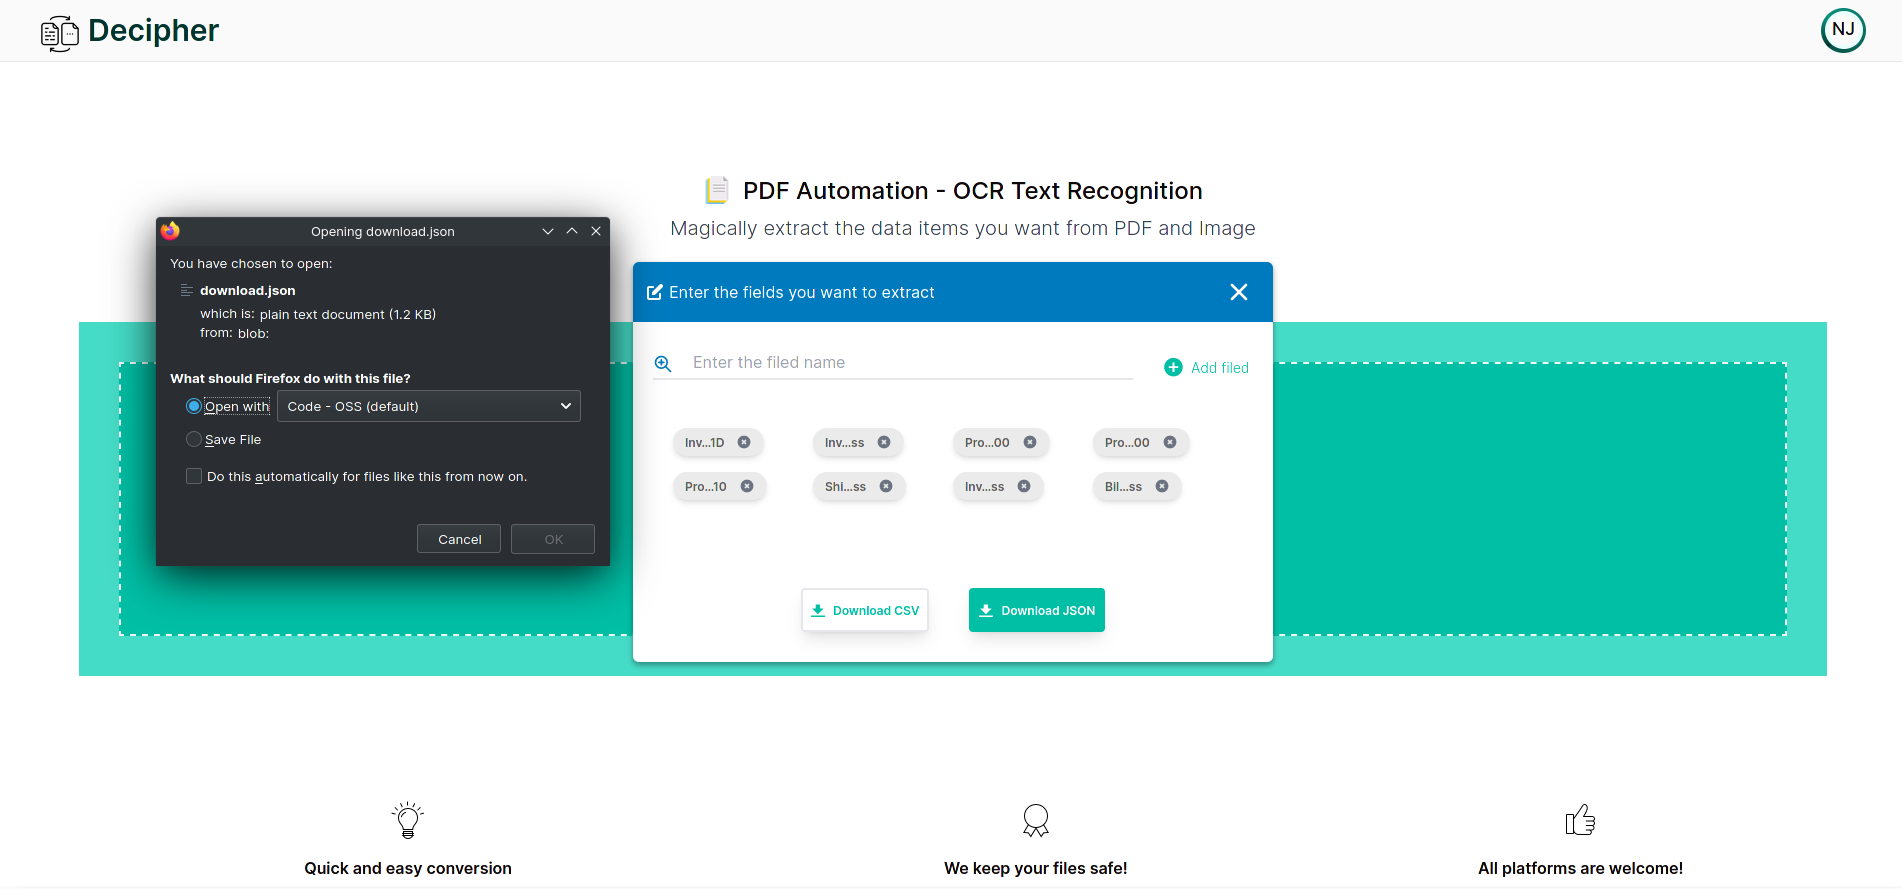 Decipher
NJ
PDF Automation - OCR Text Recognition
Magically extract the data items you want from PDF and Image
Opening download.json
You have chosen to open:
download.json
which is: plain text document (1.2 KB)
from: blob:
What should Firefox do with this file?
Open with Code - OSS (default)
Save File
Do this automatically for files like this from now on.
Cancel OK
Enter the fields you want to extract
Enter the filed name
Add filed
Inv...1D Inv...ss Pro...00 Pro...00
Pro...10 Shi...ss Inv...ss Bil...ss
Download CSV Download JSON
Quick and easy conversion
We keep your files safe!
All platforms are welcome!